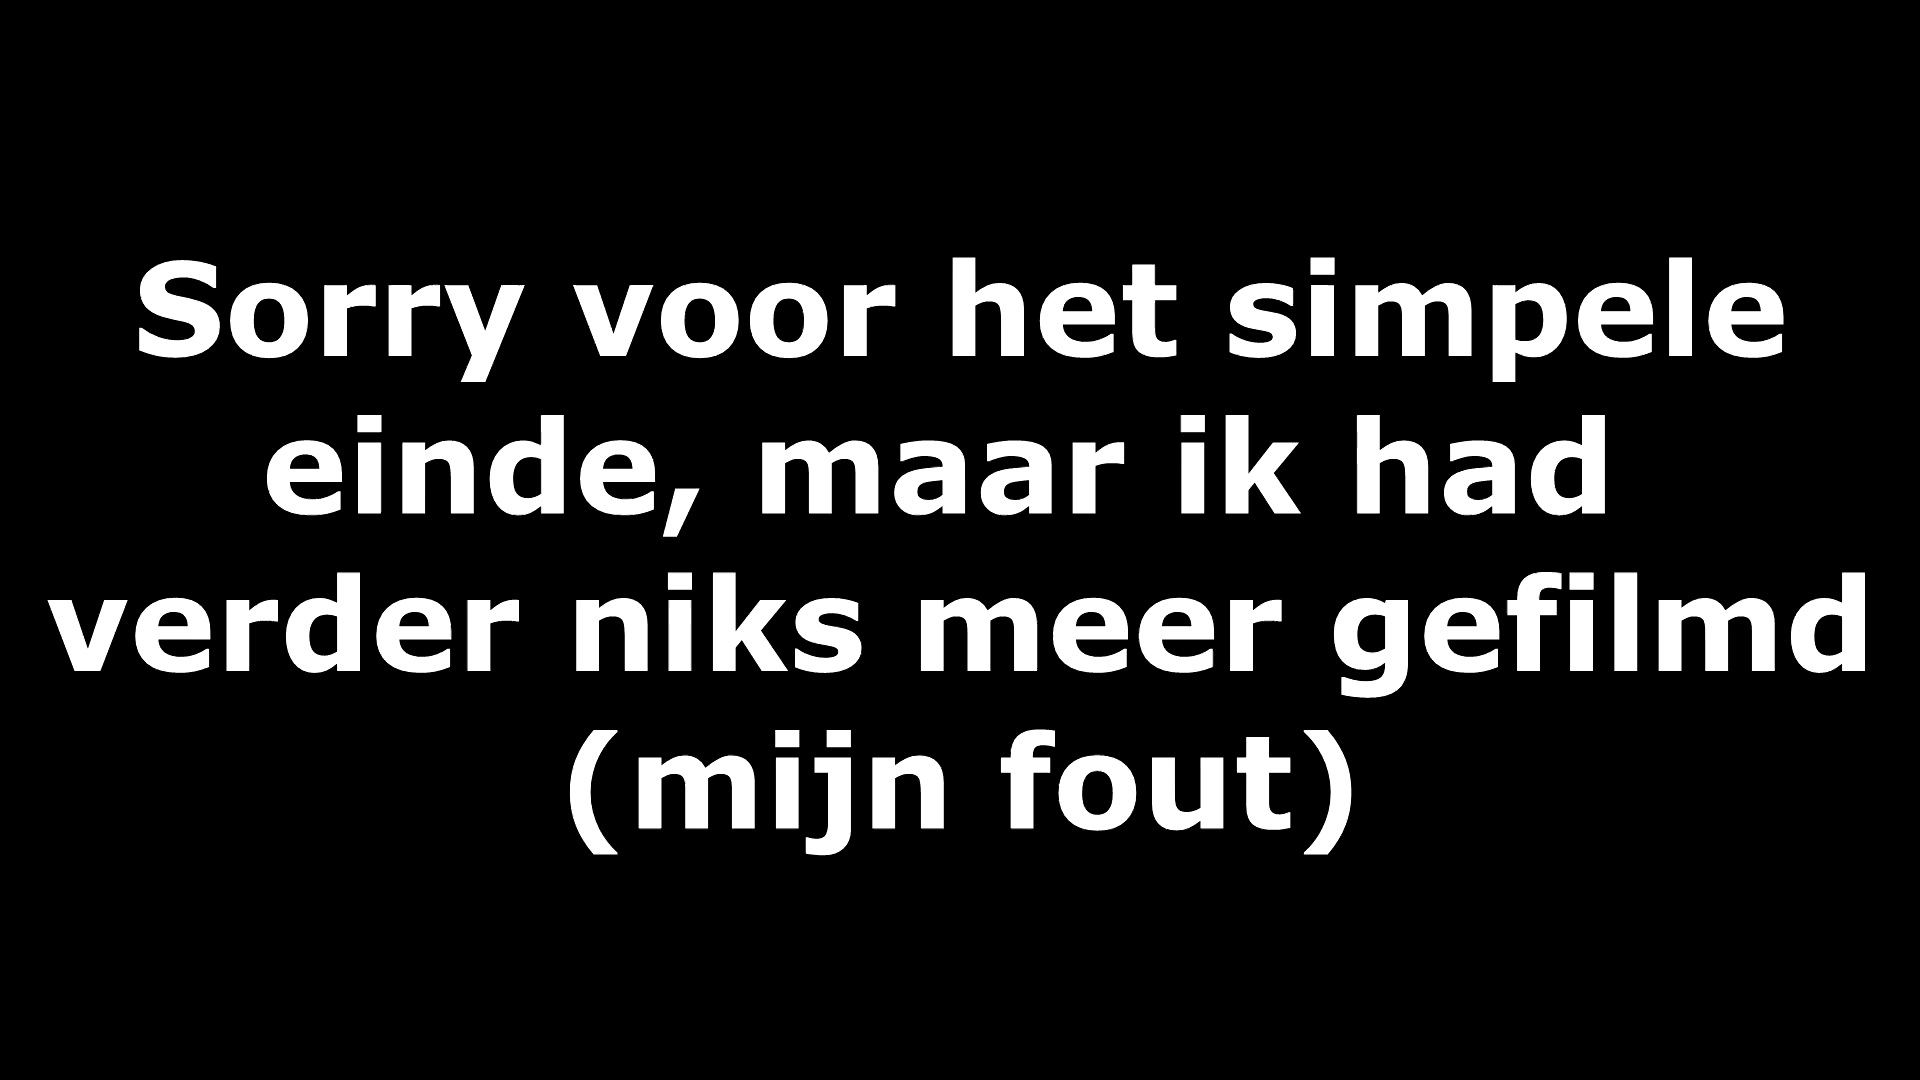 Sorry voor het simpele
einde, maar ik had
verder niks meer gefilmd
(mijn fout)